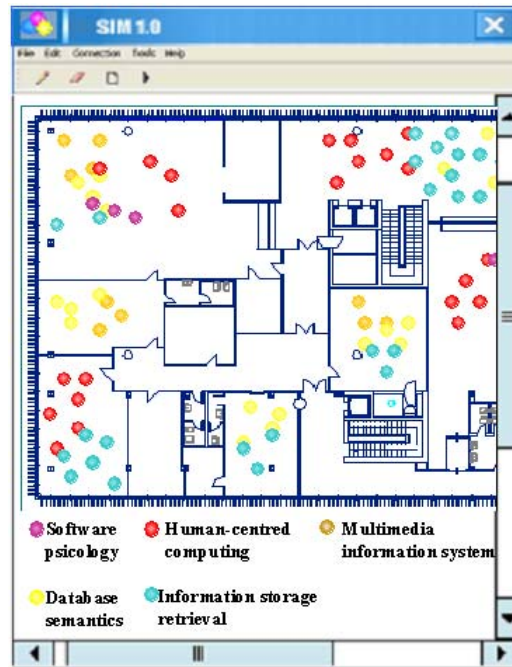 SIM 1.0
File Edit Connection Tools Help
Software psicology
Human-centred computing
Multimedia information system
Database semantics
Information storage retrieval